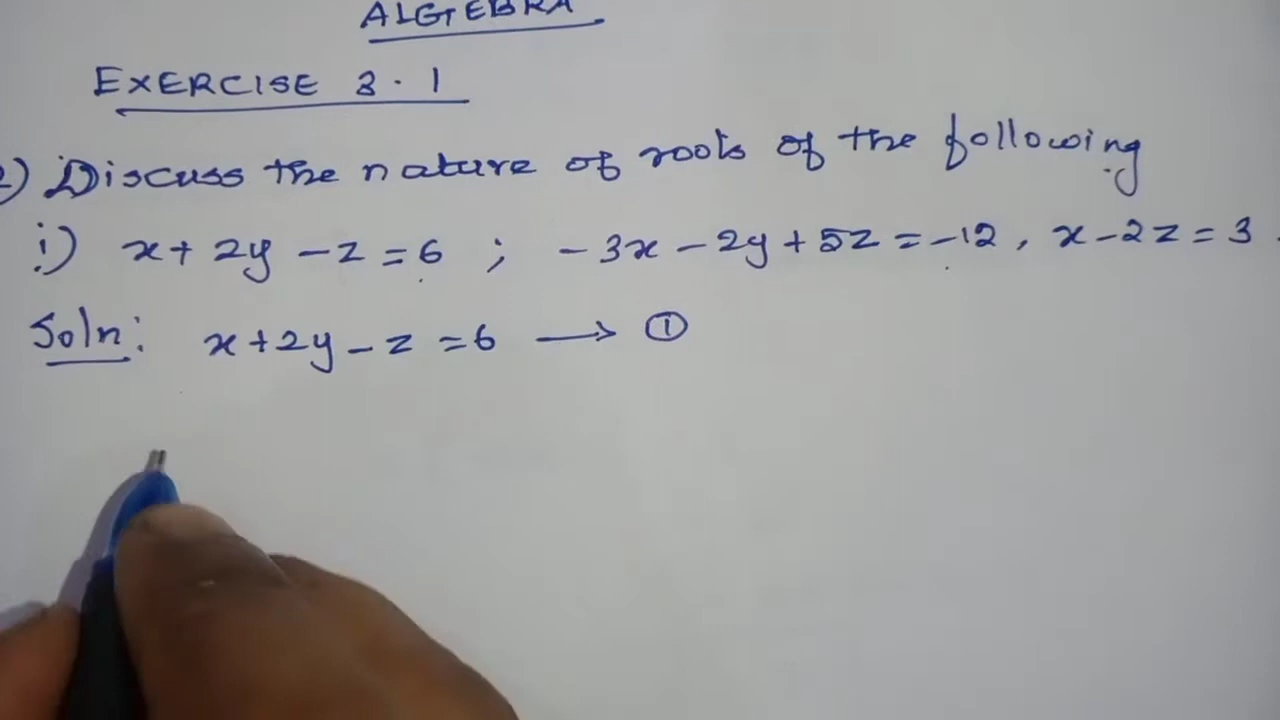 ALGEBRA
EXERCISE 3.1
2) Discuss the nature of roots of the following
i) x + 2y - z = 6 ; -3x - 2y + 5z = -12, x - 2z = 3.
Soln: x + 2y - z = 6 → ①